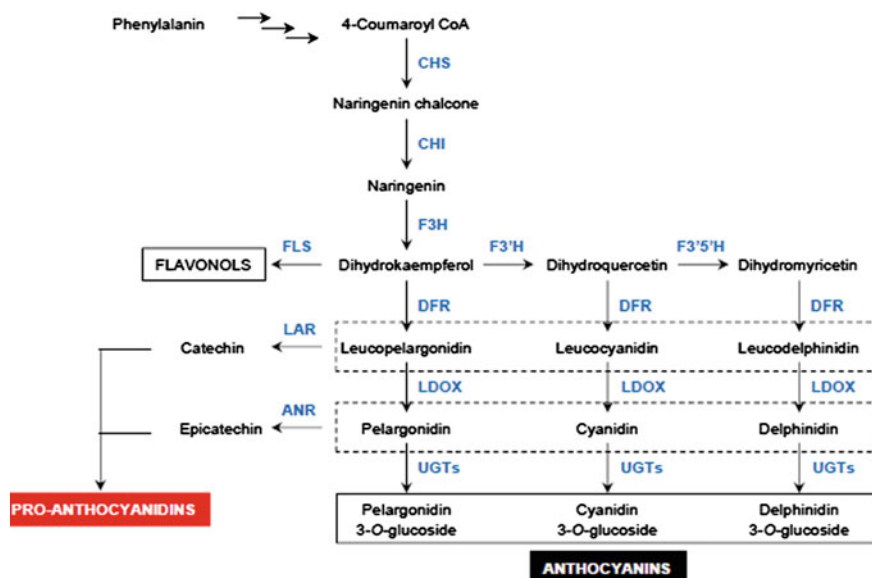 Phenylalanin
4-Coumaroyl CoA
CHS
Naringenin chalcone
CHI
Naringenin
F3H
FLS
F3'H
F3'5'H
FLAVONOLS
Dihydrokaempferol
Dihydroquercetin
Dihydromyricetin
DFR
DFR
DFR
LAR
Catechin
Leucopelargonidin
Leucocyanidin
Leucodelphinidin
LDOX
LDOX
LDOX
ANR
Epicatechin
Pelargonidin
Cyanidin
Delphinidin
UGTs
UGTs
UGTs
PRO-ANTHOCYANIDINS
Pelargonidin
3-O-glucoside
Cyanidin
3-O-glucoside
Delphinidin
3-O-glucoside
ANTHOCYANINS